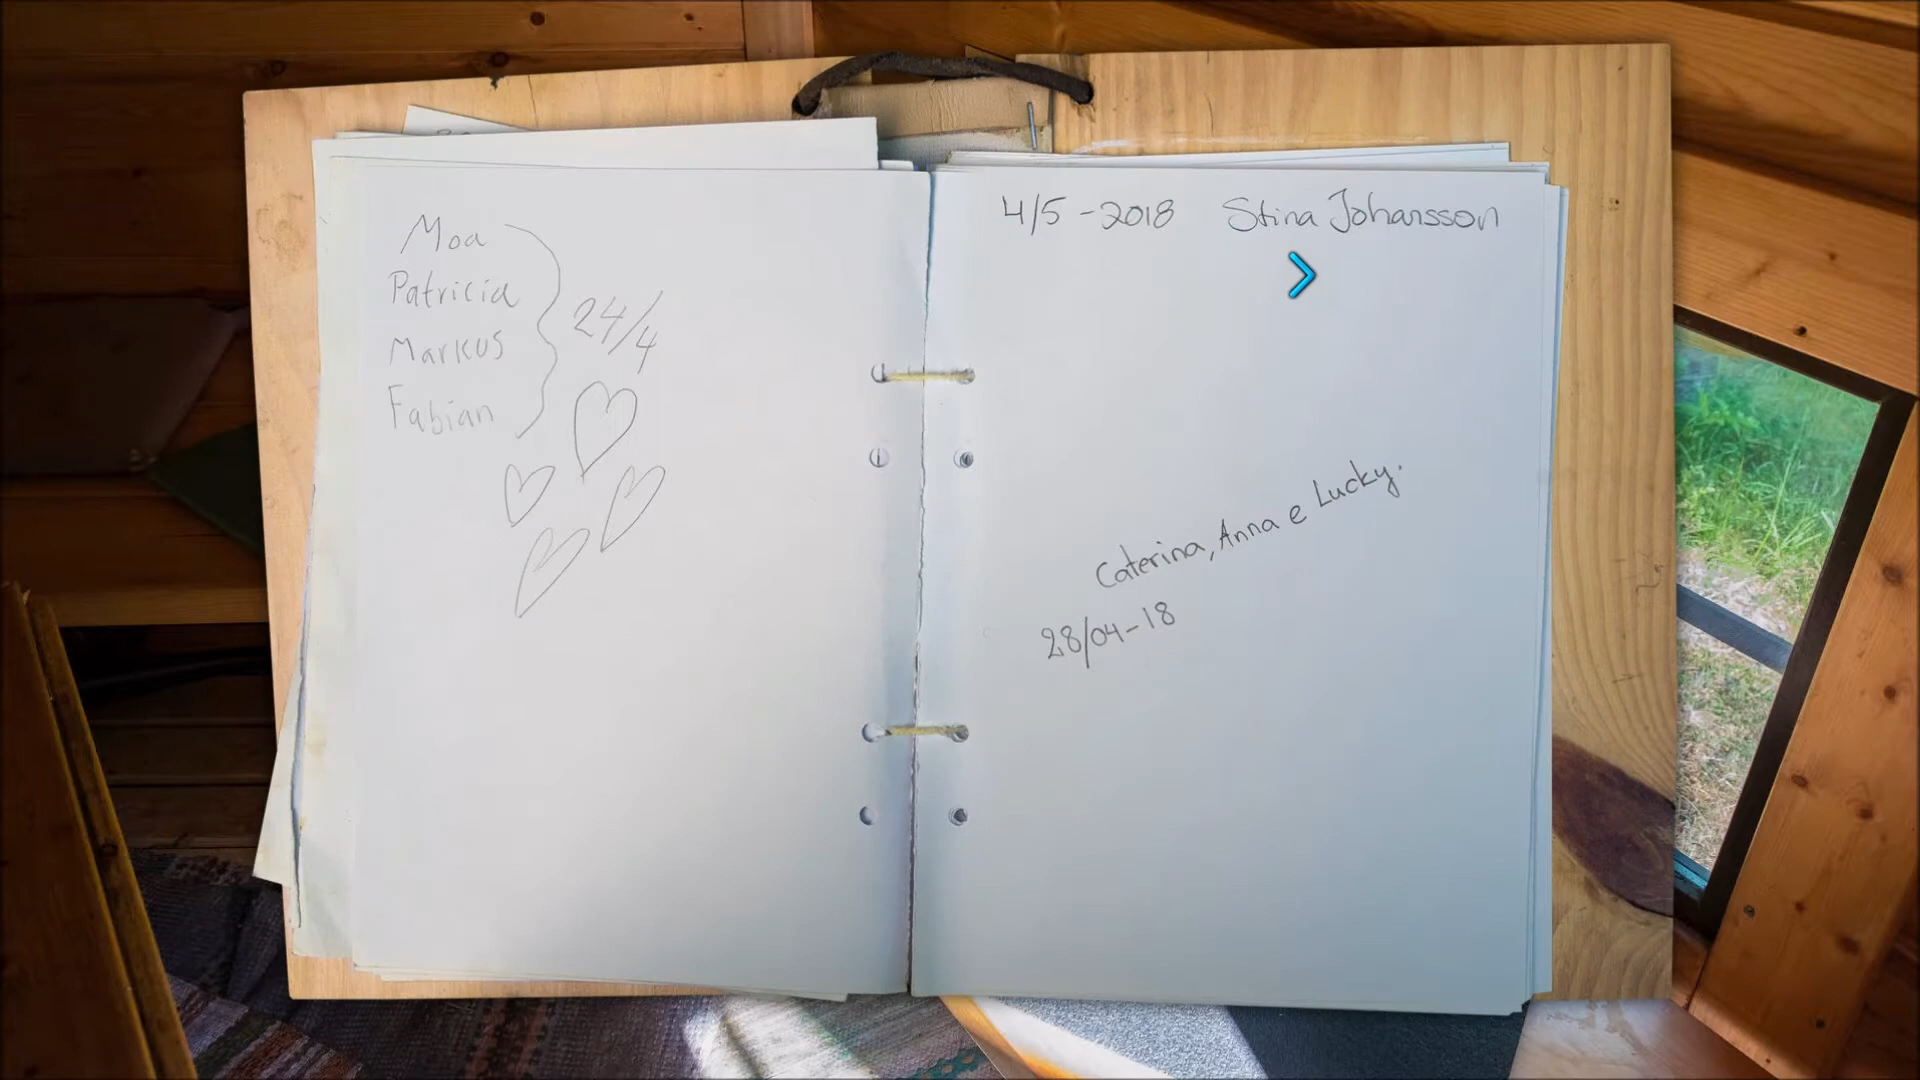 Moa
Patricia
Markus
Fabian
24/4
4/5 - 2018 Stina Johansson
Caterina, Anna e Lucky.
28/04-18